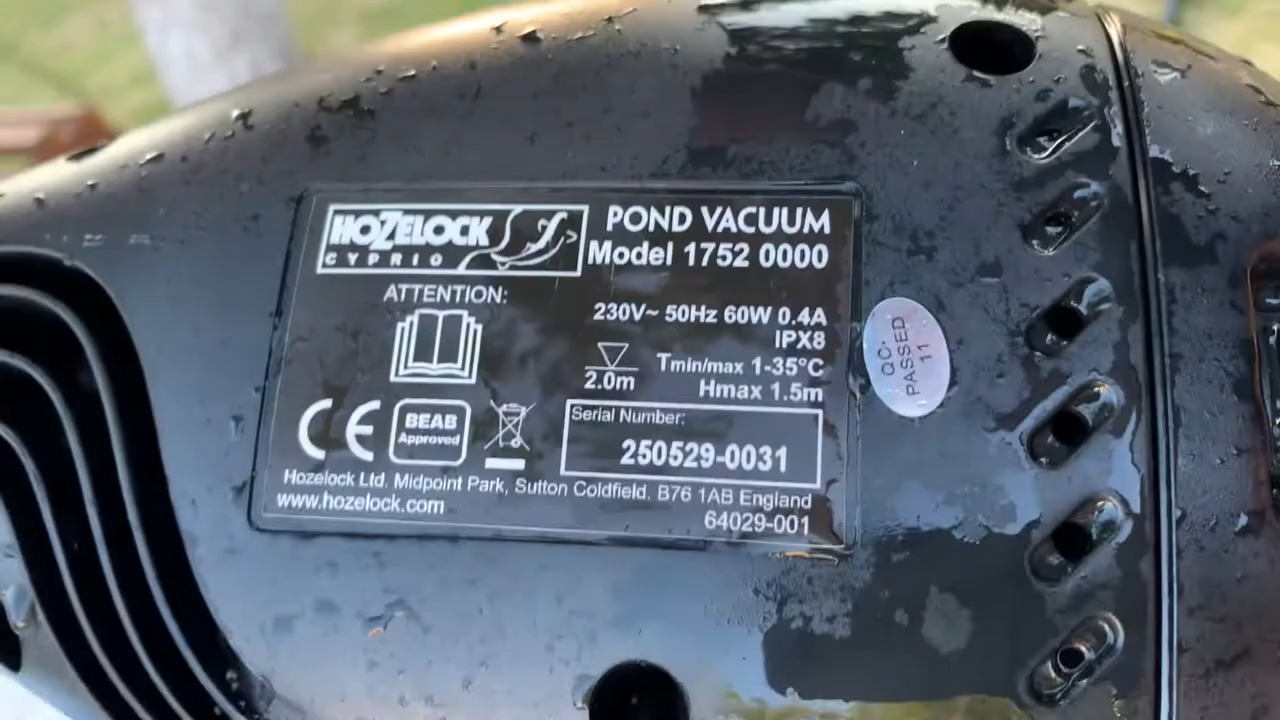 HOZELOCK
CYPRIO
POND VACUUM
Model 1752 0000
ATTENTION:
230V~ 50Hz 60W 0.4A
IPX8
2.0m
Tmin/max 1-35°C
Hmax 1.5m
CE
BEAB
Approved
Serial Number:
250529-0031
Hozelock Ltd. Midpoint Park, Sutton Coldfield. B76 1AB England
www.hozelock.com
64029-001
QC.
PASSED
11